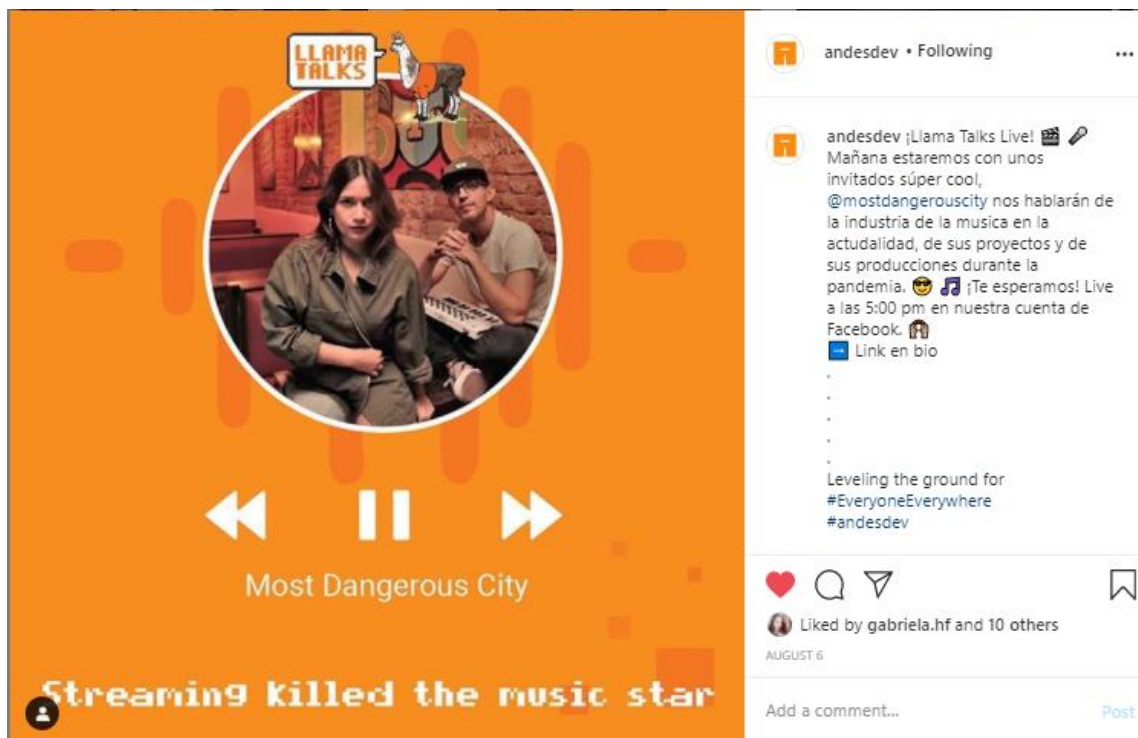 LLAMA
TALKS
Most Dangerous City
Streaming killed the music star
andesdev • Following
andesdev ¡Llama Talks Live! 🎬 🎤
Mañana estaremos con unos
invitados súper cool,
@mostdangerouscity nos hablarán de
la industria de la musica en la
actudalidad, de sus proyectos y de
sus producciones durante la
pandemia. 😎 🎵 ¡Te esperamos! Live
a las 5:00 pm en nuestra cuenta de
Facebook.
➡️ Link en bio
.
.
.
.
.
Leveling the ground for
#EveryoneEverywhere
#andesdev
Liked by gabriela.hf and 10 others
AUGUST 6
Add a comment...
Post